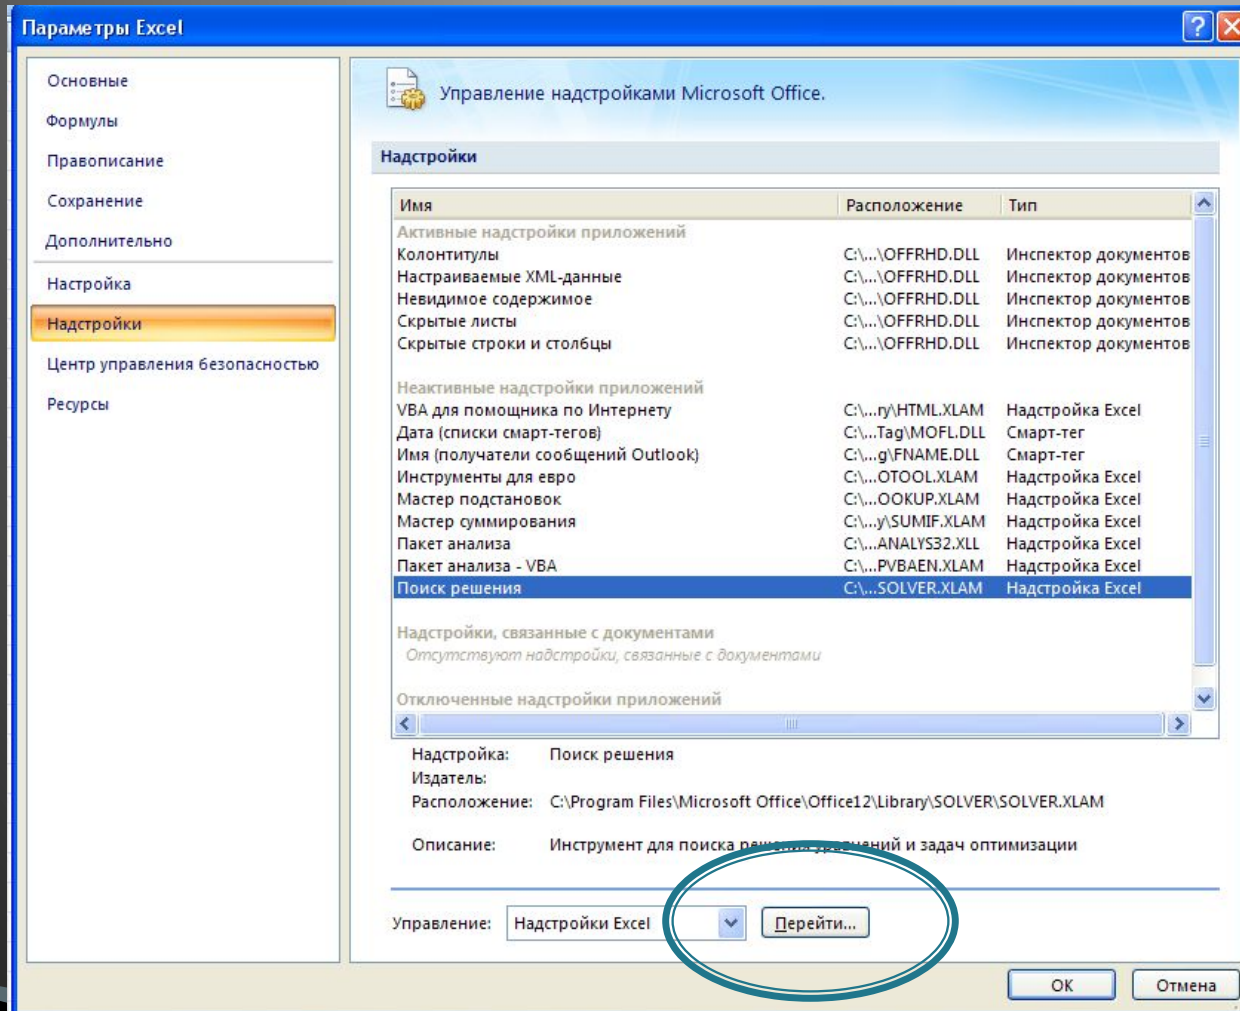 Параметры Excel
Основные
Формулы
Правописание
Сохранение
Дополнительно
Настройка
Надстройки
Центр управления безопасностью
Ресурсы
Управление надстройками Microsoft Office.
Надстройки
Имя Расположение Тип
Активные надстройки приложений
Колонтитулы C:\...\OFFRHD.DLL Инспектор документов
Настраиваемые XML-данные C:\...\OFFRHD.DLL Инспектор документов
Невидимое содержимое C:\...\OFFRHD.DLL Инспектор документов
Скрытые листы C:\...\OFFRHD.DLL Инспектор документов
Скрытые строки и столбцы C:\...\OFFRHD.DLL Инспектор документов
Неактивные надстройки приложений
VBA для помощника по Интернету C:\...ry\HTML.XLAM Надстройка Excel
Дата (списки смарт-тегов) C:\...Tag\MOFL.DLL Смарт-тег
Имя (получатели сообщений Outlook) C:\...g\FNAME.DLL Смарт-тег
Инструменты для евро C:\...OTOOL.XLAM Надстройка Excel
Мастер подстановок C:\...OOKUP.XLAM Надстройка Excel
Мастер суммирования C:\...y\SUMIF.XLAM Надстройка Excel
Пакет анализа C:\...ANALYS32.XLL Надстройка Excel
Пакет анализа - VBA C:\...PVBAEN.XLAM Надстройка Excel
Поиск решения C:\...SOLVER.XLAM Надстройка Excel
Надстройки, связанные с документами
Отсутствуют надстройки, связанные с документами
Отключенные надстройки приложений
Надстройка: Поиск решения
Издатель:
Расположение: C:\Program Files\Microsoft Office\Office12\Library\SOLVER\SOLVER.XLAM
Описание: Инструмент для поиска решения уравнений и задач оптимизации
Управление: Надстройки Excel Перейти...
ОК Отмена